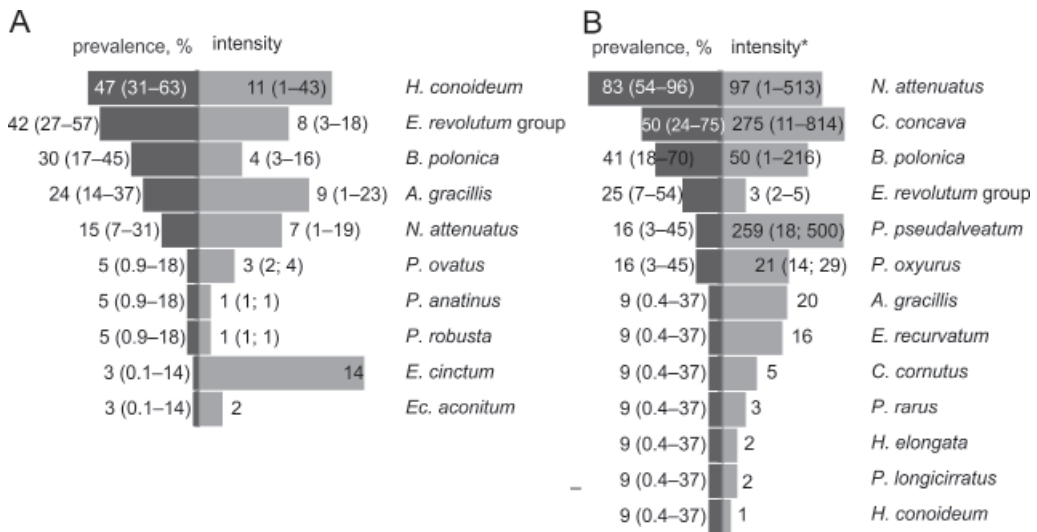 A
prevalence, % intensity
47 (31–63) 11 (1–43) H. conoideum
42 (27–57) 8 (3–18) E. revolutum group
30 (17–45) 4 (3–16) B. polonica
24 (14–37) 9 (1–23) A. gracillis
15 (7–31) 7 (1–19) N. attenuatus
5 (0.9–18) 3 (2; 4) P. ovatus
5 (0.9–18) 1 (1; 1) P. anatinus
5 (0.9–18) 1 (1; 1) P. robusta
3 (0.1–14) 14 E. cinctum
3 (0.1–14) 2 Ec. aconitum
B
prevalence, % intensity*
83 (54–96) 97 (1–513) N. attenuatus
50 (24–75) 275 (11–814) C. concava
41 (18–70) 50 (1–216) B. polonica
25 (7–54) 3 (2–5) E. revolutum group
16 (3–45) 259 (18; 500) P. pseudalveatum
16 (3–45) 21 (14; 29) P. oxyurus
9 (0.4–37) 20 A. gracillis
9 (0.4–37) 16 E. recurvatum
9 (0.4–37) 5 C. cornutus
9 (0.4–37) 3 P. rarus
9 (0.4–37) 2 H. elongata
9 (0.4–37) 2 P. longicirratus
9 (0.4–37) 1 H. conoideum